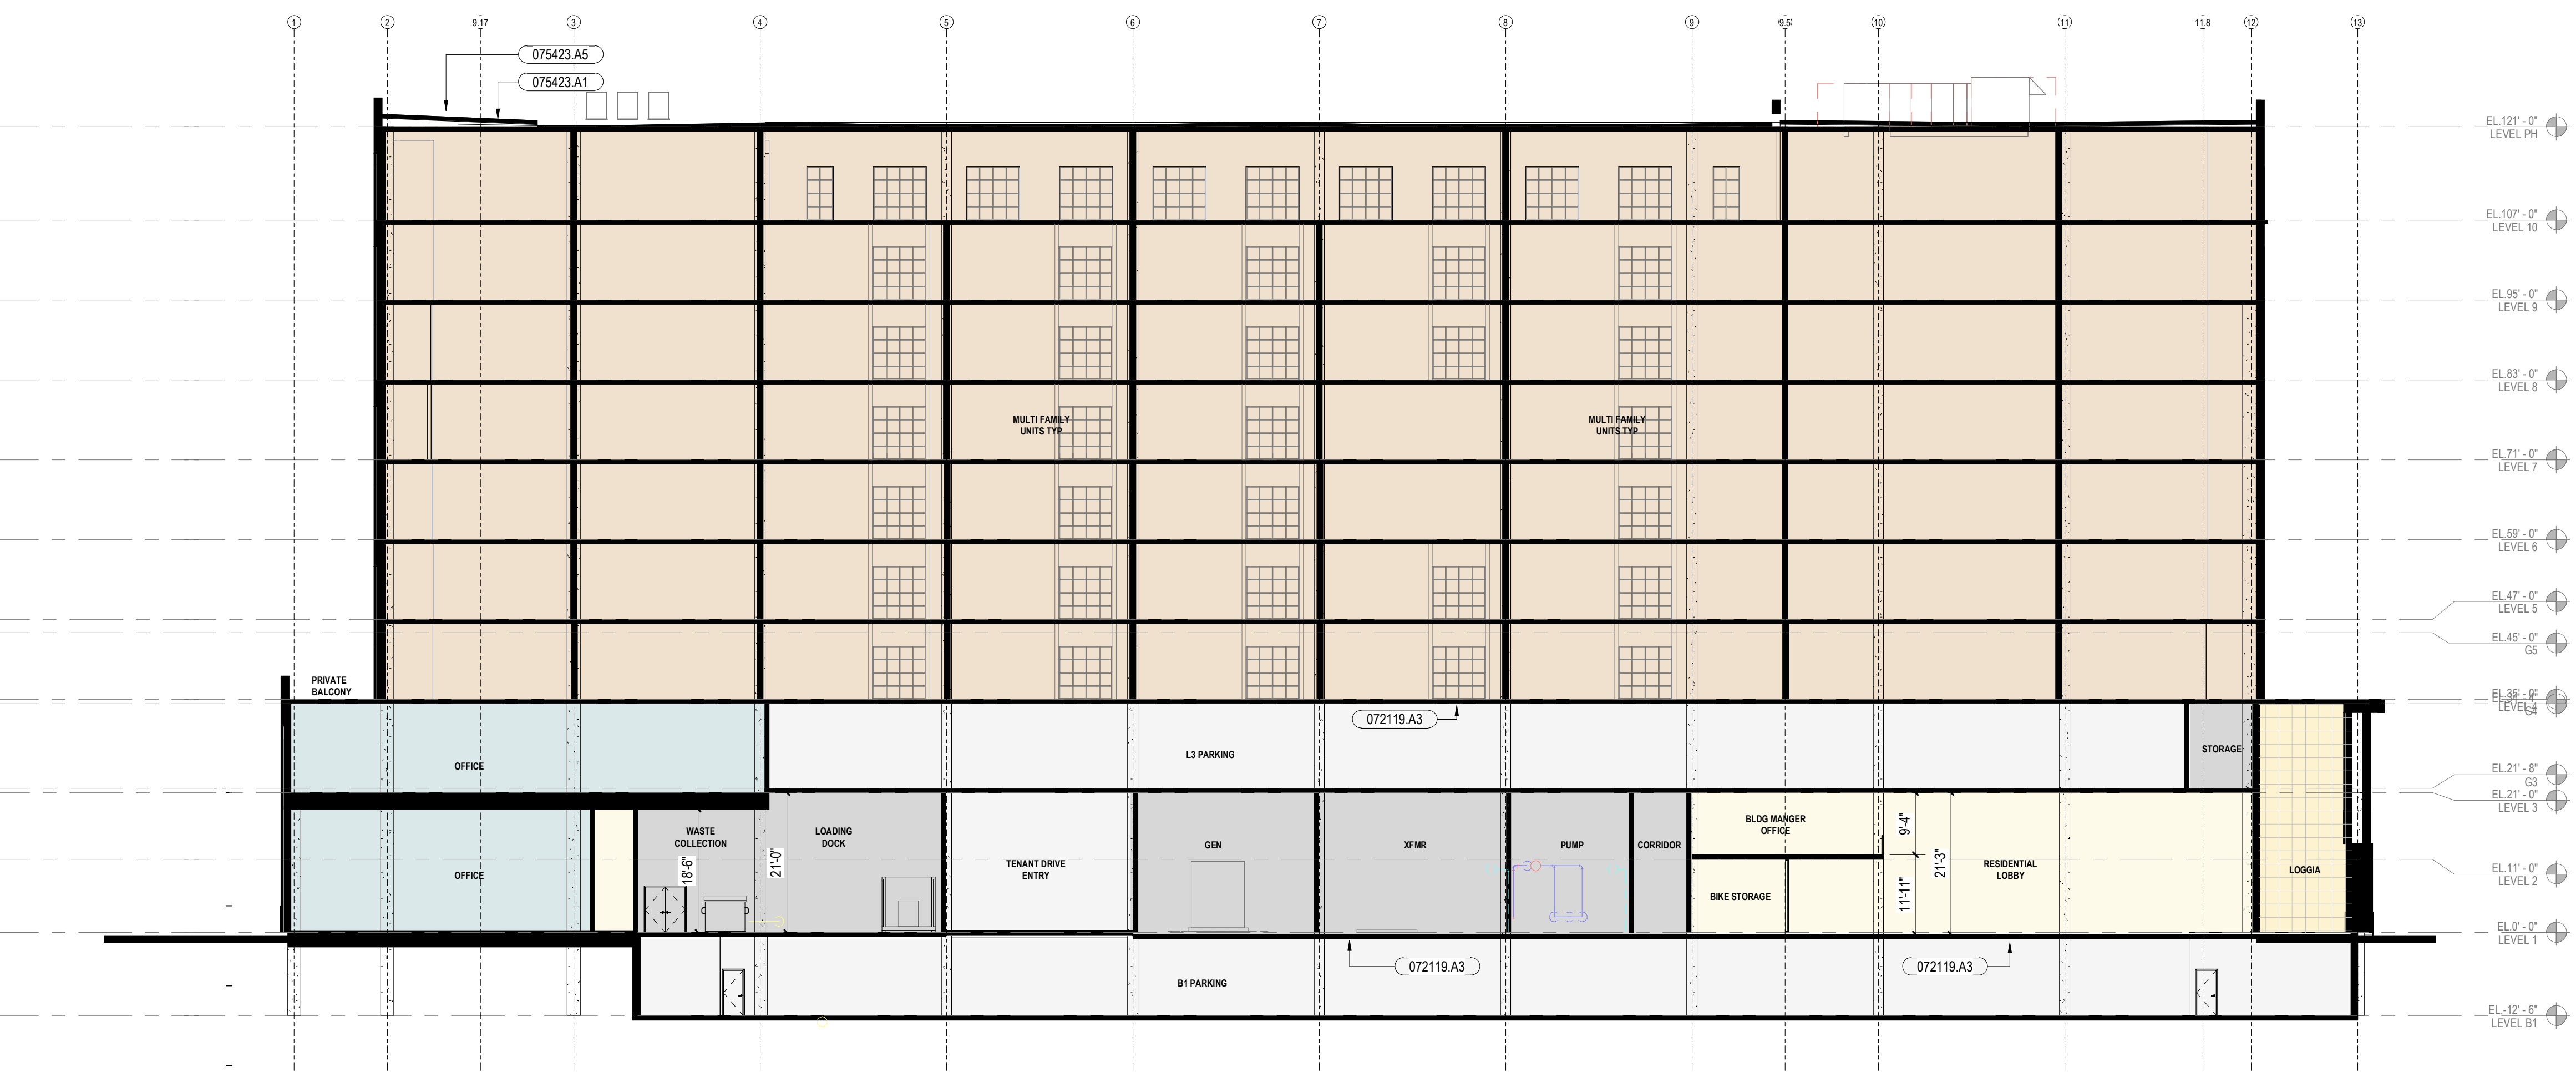 1
2
9.17
3
4
5
6
7
8
9
(9.5)
(10)
(11)
11.8
(12)
(13)
075423.A5
075423.A1
EL.121' - 0"
LEVEL PH
EL.107' - 0"
LEVEL 10
EL.95' - 0"
LEVEL 9
EL.83' - 0"
LEVEL 8
MULTI FAMILY
UNITS TYP
MULTI FAMILY
UNITS TYP
EL.71' - 0"
LEVEL 7
EL.59' - 0"
LEVEL 6
EL.47' - 0"
LEVEL 5
EL.45' - 0"
G5
PRIVATE
BALCONY
EL.35' - 0"
LEVEL 4
G4
072119.A3
OFFICE
L3 PARKING
STORAGE
EL.21' - 8"
G3
EL.21' - 0"
LEVEL 3
WASTE
COLLECTION
LOADING
DOCK
TENANT DRIVE
ENTRY
GEN
XFMR
PUMP
CORRIDOR
BLDG MANGER
OFFICE
9'-4"
18'-6"
21'-0"
21'-3"
11'-11"
OFFICE
BIKE STORAGE
RESIDENTIAL
LOBBY
LOGGIA
EL.11' - 0"
LEVEL 2
EL.0' - 0"
LEVEL 1
072119.A3
072119.A3
B1 PARKING
EL.-12' - 6"
LEVEL B1